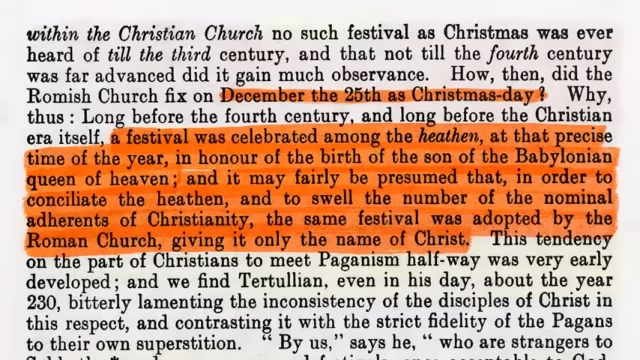 within the Christian Church no such festival as Christmas was ever
heard of till the third century, and that not till the fourth century
was far advanced did it gain much observance. How, then, did the
Romish Church fix on December the 25th as Christmas-day? Why,
thus: Long before the fourth century, and long before the Christian
era itself, a festival was celebrated among the heathen, at that precise
time of the year, in honour of the birth of the son of the Babylonian
queen of heaven; and it may fairly be presumed that, in order to
conciliate the heathen, and to swell the number of the nominal
adherents of Christianity, the same festival was adopted by the
Roman Church, giving it only the name of Christ. This tendency
on the part of Christians to meet Paganism half-way was very early
developed; and we find Tertullian, even in his day, about the year
230, bitterly lamenting the inconsistency of the disciples of Christ in
this respect, and contrasting it with the strict fidelity of the Pagans
to their own superstition. "By us," says he, "who are strangers to